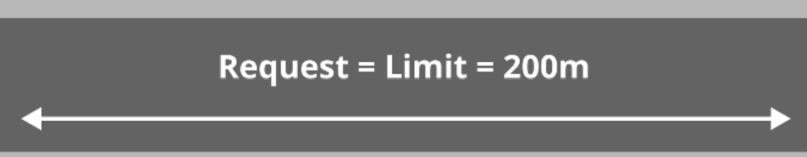 Request = Limit = 200m